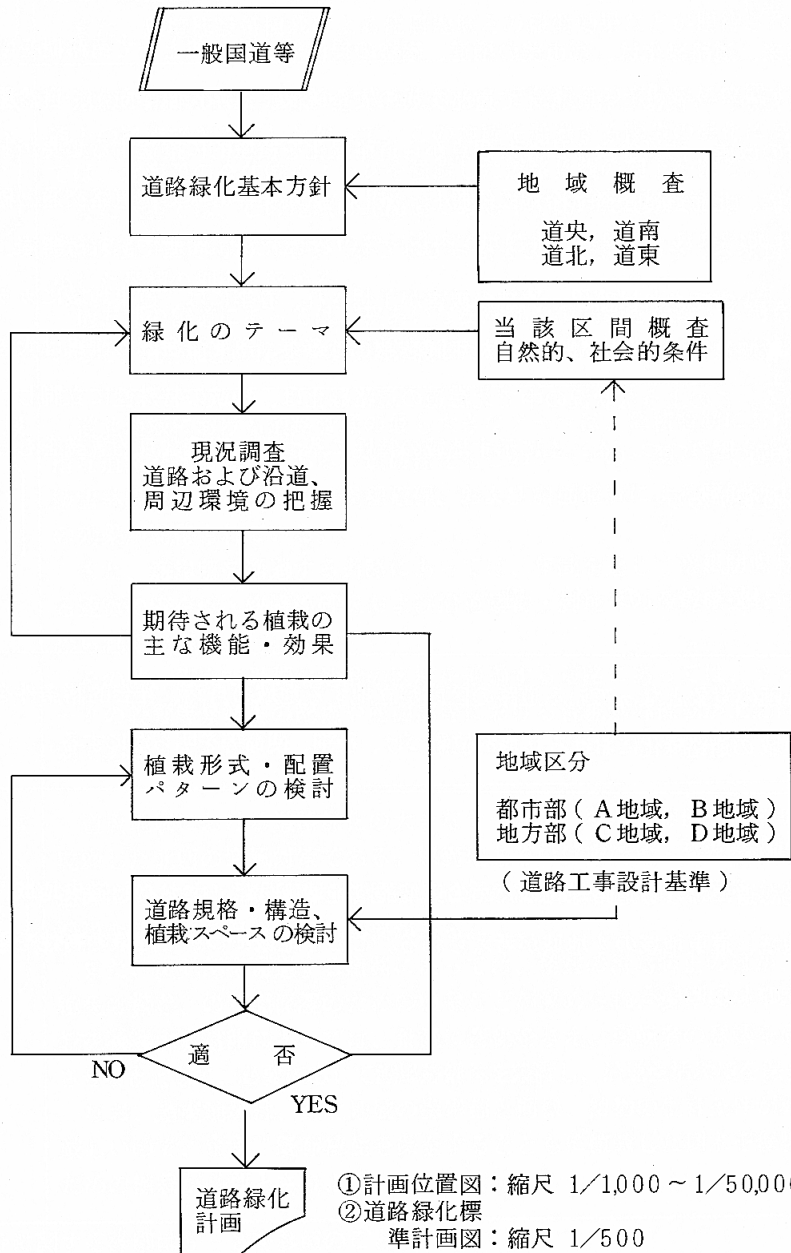 一般国道等
道路緑化基本方針
地域概査
道央，道南
道北，道東
緑化のテーマ
当該区間概査
自然的、社会的条件
現況調査
道路および沿道、
周辺環境の把握
期待される植栽の
主な機能・効果
植栽形式・配置
パターンの検討
地域区分
都市部（A地域，B地域）
地方部（C地域，D地域）
（道路工事設計基準）
道路規格・構造、
植栽スペースの検討
適否
NO
YES
道路緑化
計画
①計画位置図：縮尺 1/1,000～1/50,000
②道路緑化標
準計画図：縮尺 1/500